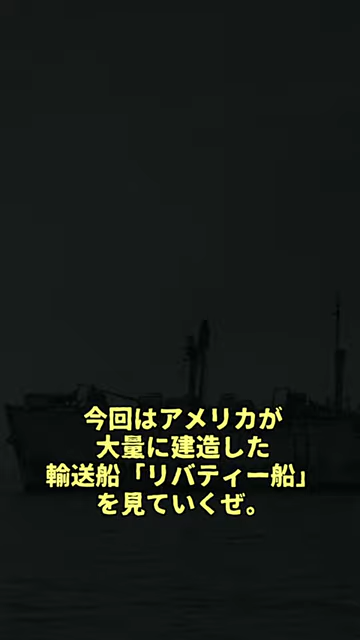 今回はアメリカが
大量に建造した
輸送船「リバティー船」
を見ていくぜ。